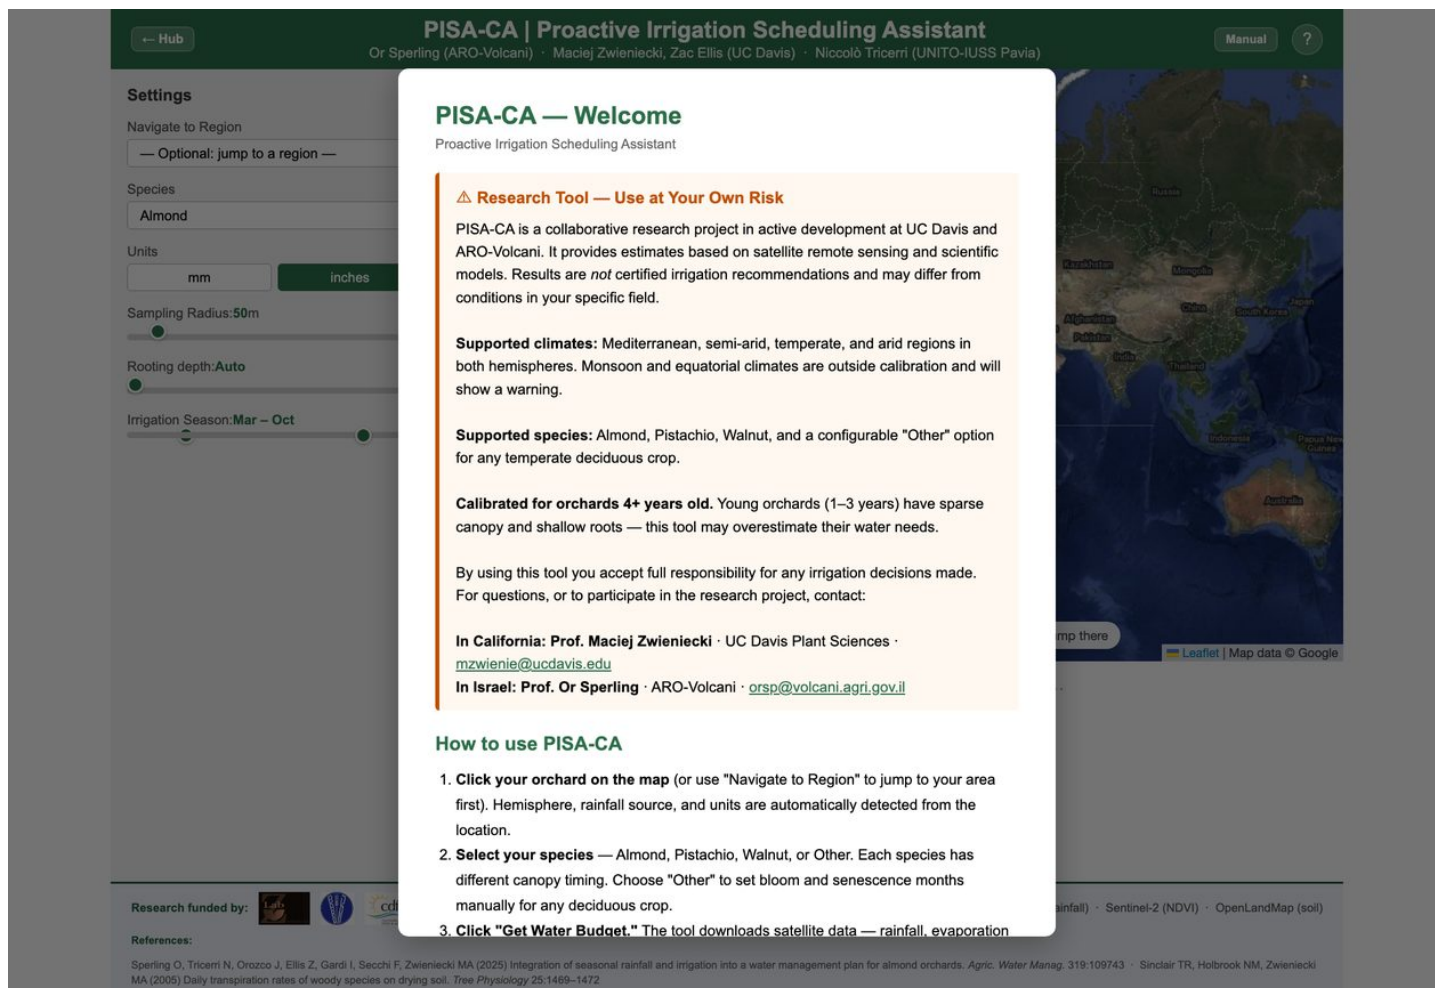 ← Hub
PISA-CA | Proactive Irrigation Scheduling Assistant
Or Sperling (ARO-Volcani) · Maciej Zwieniecki, Zac Ellis (UC Davis) · Niccolò Tricerri (UNITO-IUSS Pavia)
Manual
?
Settings
Navigate to Region
— Optional: jump to a region —
Species
Almond
Units
mm
inches
Sampling Radius:50m
Rooting depth:Auto
Irrigation Season:Mar – Oct
PISA-CA — Welcome
Proactive Irrigation Scheduling Assistant
⚠ Research Tool — Use at Your Own Risk
PISA-CA is a collaborative research project in active development at UC Davis and
ARO-Volcani. It provides estimates based on satellite remote sensing and scientific
models. Results are not certified irrigation recommendations and may differ from
conditions in your specific field.
Supported climates: Mediterranean, semi-arid, temperate, and arid regions in
both hemispheres. Monsoon and equatorial climates are outside calibration and will
show a warning.
Supported species: Almond, Pistachio, Walnut, and a configurable "Other" option
for any temperate deciduous crop.
Calibrated for orchards 4+ years old. Young orchards (1–3 years) have sparse
canopy and shallow roots — this tool may overestimate their water needs.
By using this tool you accept full responsibility for any irrigation decisions made.
For questions, or to participate in the research project, contact:
In California: Prof. Maciej Zwieniecki · UC Davis Plant Sciences ·
mzwienie@ucdavis.edu
In Israel: Prof. Or Sperling · ARO-Volcani · orsp@volcani.agri.gov.il
How to use PISA-CA
1. Click your orchard on the map (or use "Navigate to Region" to jump to your area
first). Hemisphere, rainfall source, and units are automatically detected from the
location.
2. Select your species — Almond, Pistachio, Walnut, or Other. Each species has
different canopy timing. Choose "Other" to set bloom and senescence months
manually for any deciduous crop.
3. Click "Get Water Budget." The tool downloads satellite data — rainfall, evaporation
Russia
Kazakhstan
Mongolia
China
South Korea
Japan
Afghanistan
Pakistan
India
Thailand
Indonesia
Papua New
Guinea
Australia
mp there
Leaflet | Map data © Google
Research funded by:
cdf
ainfall) · Sentinel-2 (NDVI) · OpenLandMap (soil)
References:
Sperling O, Tricerri N, Orozco J, Ellis Z, Gardi I, Secchi F, Zwieniecki MA (2025) Integration of seasonal rainfall and irrigation into a water management plan for almond orchards. Agric. Water Manag. 319:109743 · Sinclair TR, Holbrook NM, Zwieniecki
MA (2005) Daily transpiration rates of woody species on drying soil. Tree Physiology 25:1469–1472